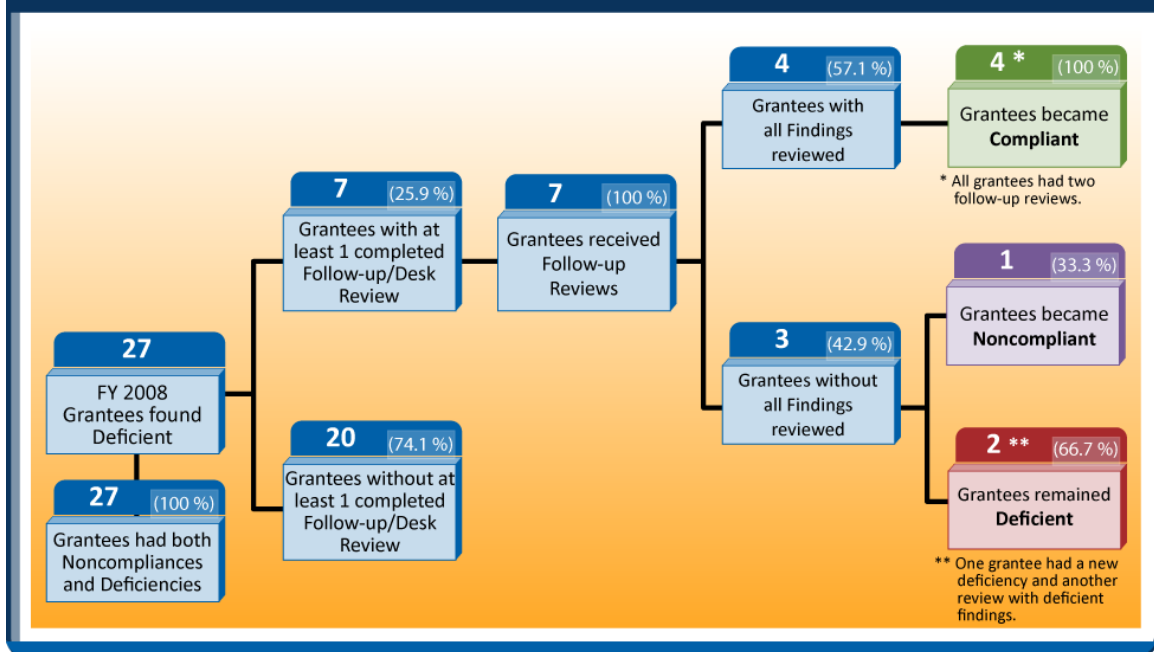 27
FY 2008
Grantees found
Deficient
27 (100 %)
Grantees had both
Noncompliances
and Deficiencies
7 (25.9 %)
Grantees with at
least 1 completed
Follow-up/Desk
Review
20 (74.1 %)
Grantees without at
least 1 completed
Follow-up/Desk
Review
7 (100 %)
Grantees received
Follow-up
Reviews
4 (57.1 %)
Grantees with
all Findings
reviewed
3 (42.9 %)
Grantees without
all Findings
reviewed
4 * (100 %)
Grantees became
Compliant
* All grantees had two
follow-up reviews.
1 (33.3 %)
Grantees became
Noncompliant
2 ** (66.7 %)
Grantees remained
Deficient
** One grantee had a new
deficiency and another
review with deficient
findings.